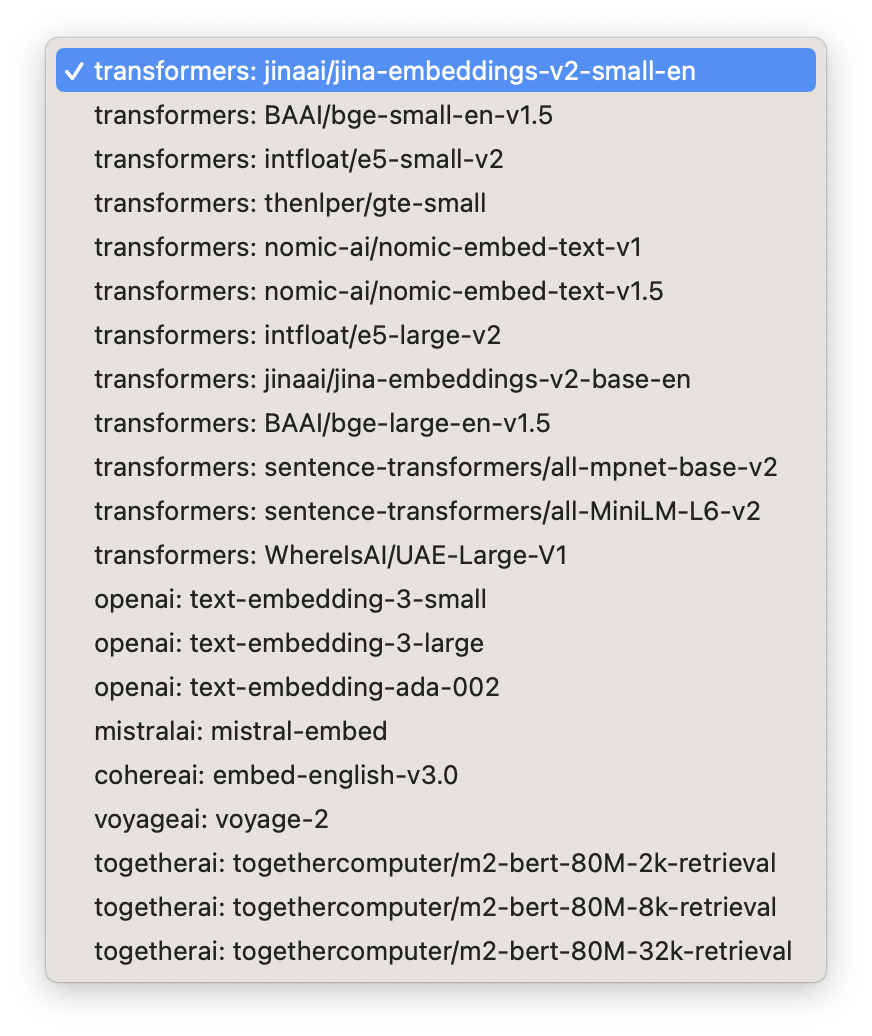 ✓ transformers: jinaai/jina-embeddings-v2-small-en
transformers: BAAI/bge-small-en-v1.5
transformers: intfloat/e5-small-v2
transformers: thenlper/gte-small
transformers: nomic-ai/nomic-embed-text-v1
transformers: nomic-ai/nomic-embed-text-v1.5
transformers: intfloat/e5-large-v2
transformers: jinaai/jina-embeddings-v2-base-en
transformers: BAAI/bge-large-en-v1.5
transformers: sentence-transformers/all-mpnet-base-v2
transformers: sentence-transformers/all-MiniLM-L6-v2
transformers: WhereIsAI/UAE-Large-V1
openai: text-embedding-3-small
openai: text-embedding-3-large
openai: text-embedding-ada-002
mistralai: mistral-embed
cohereai: embed-english-v3.0
voyageai: voyage-2
togetherai: togethercomputer/m2-bert-80M-2k-retrieval
togetherai: togethercomputer/m2-bert-80M-8k-retrieval
togetherai: togethercomputer/m2-bert-80M-32k-retrieval